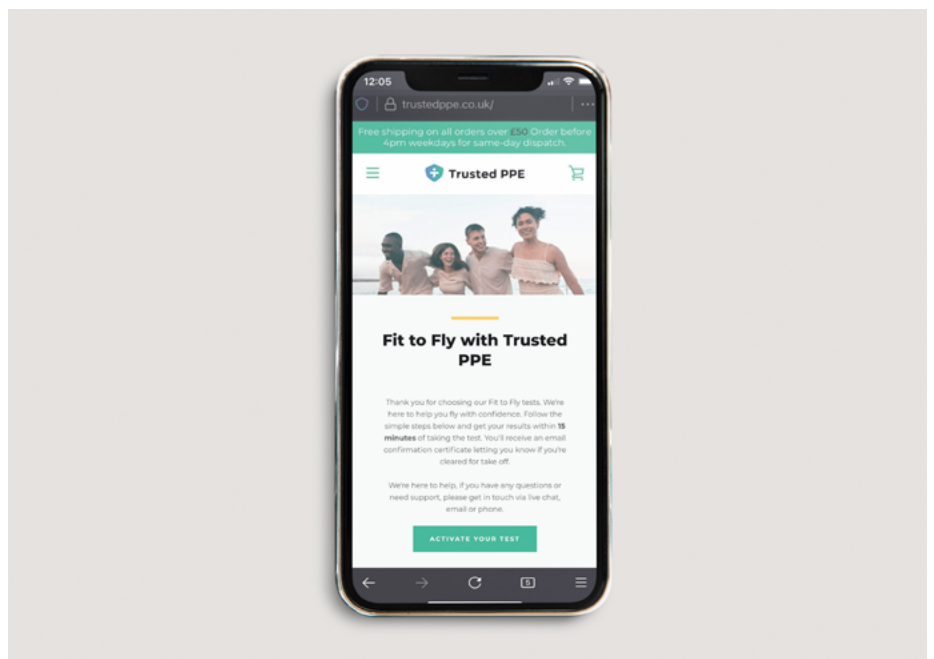 12:05
trustedppe.co.uk/
Free shipping on all orders over £50 Order before
4pm weekdays for same-day dispatch.
Trusted PPE
Fit to Fly with Trusted
PPE
Thank you for choosing our Fit to Fly tests. We're
here to help you fly with confidence. Follow the
simple steps below and get your results within 15
minutes of taking the test. You'll receive an email
confirmation certificate letting you know if you're
cleared for take off.
We're here to help, if you have any questions or
need support, please get in touch via live chat,
email or phone.
ACTIVATE YOUR TEST
5